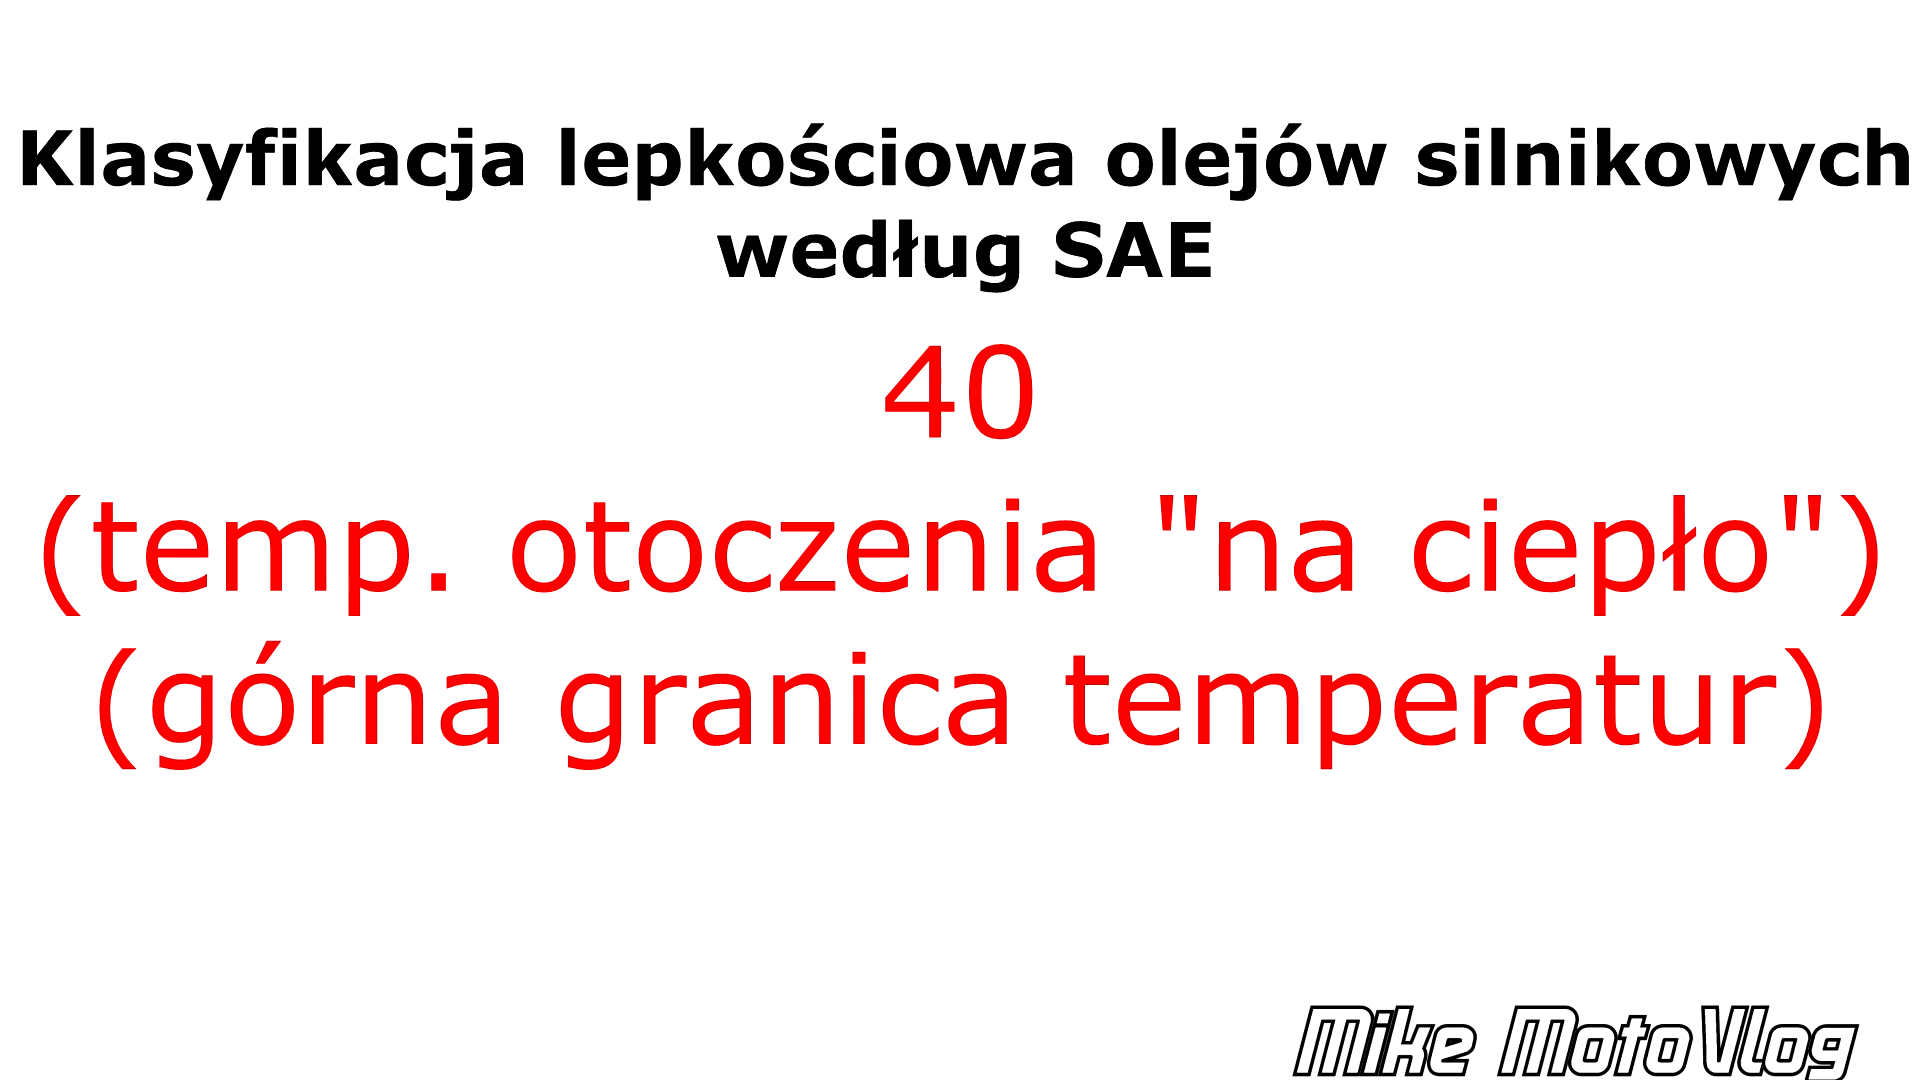 Klasyfikacja lepkościowa olejów silnikowych
według SAE
40
(temp. otoczenia "na ciepło")
(górna granica temperatur)
Mike MotoVlog